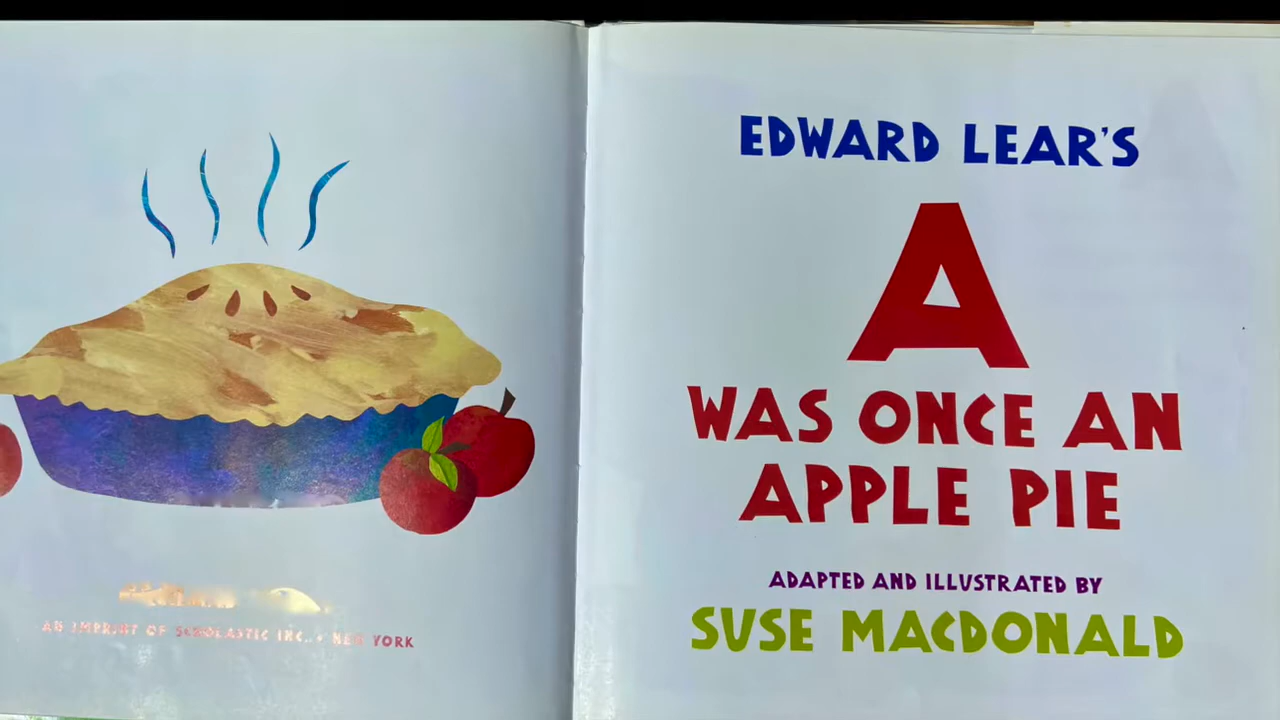 AN IMPRINT OF SCHOLASTIC INC. • NEW YORK
EDWARD LEAR'S
A
WAS ONCE AN
APPLE PIE
ADAPTED AND ILLUSTRATED BY
SUSE MACDONALD